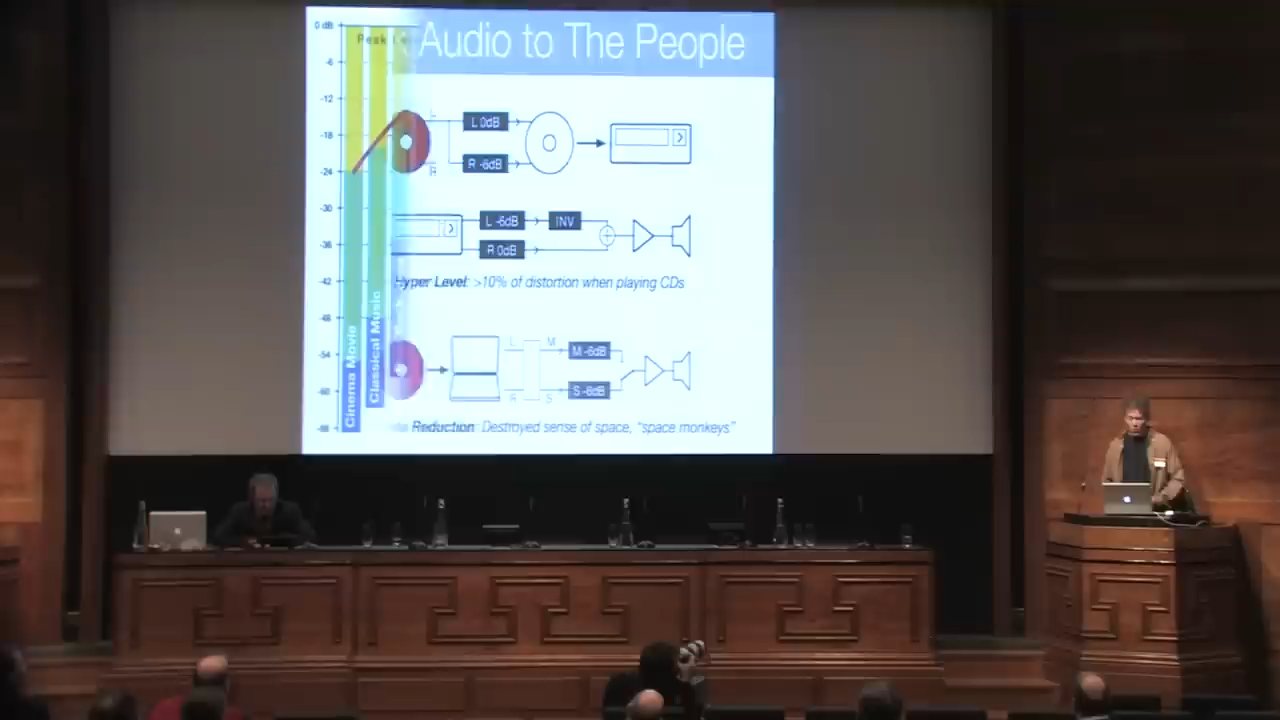 Audio to The People
0 dB
Peak
-6
-12
-18
-24
-30
-36
-42
-48
-54
-60
Cinema Movie
Classical Music
L 0dB
R
R -6dB
L -6dB
INV
R 0dB
Hyper Level: >10% of distortion when playing CDs
L
M
M -6dB
R
S
S -6dB
Reduction: Destroyed sense of space, "space monkeys"